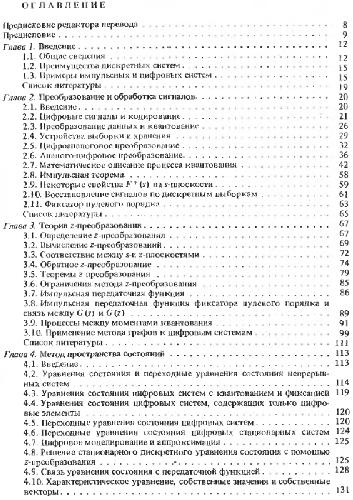 ОГЛАВЛЕНИЕ
Предисловие редактора перевода 8
Предисловие 9
Глава 1. Введение 12
1.1. Общие сведения 12
1.2. Преимущества дискретных систем 15
1.3. Примеры импульсных и цифровых систем 15
Список литературы 19
Глава 2. Преобразование и обработка сигналов 20
2.1. Введение 20
2.2. Цифровые сигналы и кодирование 21
2.3. Преобразование данных и квантование 26
2.4. Устройства выборки и хранения 29
2.5. Цифроаналоговое преобразование 32
2.6. Аналого-цифровое преобразование 36
2.7. Математическое описание процесса квантования 42
2.8. Импульсная теорема 58
2.9. Некоторые свойства F*(s) на s-плоскости 59
2.10. Восстановление сигналов по дискретным выборкам 61
2.11. Фиксатор нулевого порядка 63
Список литературы 65
Глава 3. Теория z-преобразования 67
3.1. Определение z-преобразования 67
3.2. Вычисление z-преобразований 69
3.3. Соответствие между s- и z-плоскостями 72
3.4. Обратное z-преобразование 74
3.5. Теоремы z-преобразования 79
3.6. Ограничения метода z-преобразования 85
3.7. Импульсная передаточная функция 86
3.8. Импульсная передаточная функция фиксатора нулевого порядка и
связь между G(s) и G(z) 89
3.9. Процессы между моментами квантования 91
3.10. Применение метода графов к цифровым системам 99
Список литературы 111
Глава 4. Метод пространства состояний 113
4.1. Введение 113
4.2. Уравнения состояния и переходные уравнения состояния непрерыв-
ных систем 114
4.3. Уравнения состояния цифровых систем с квантованием и фиксацией 119
4.4. Уравнения состояния цифровых систем, содержащих только цифро-
вые элементы 120
4.5. Переходные уравнения состояния цифровых систем 120
4.6. Переходные уравнения состояния цифровых стационарных систем 124
4.7. Цифровое моделирование и аппроксимация 125
4.8. Решение стационарного дискретного уравнения состояния с помощью
z-преобразования 125
4.9. Связь уравнения состояния с передаточной функцией 128
4.10. Характеристическое уравнение, собственные значения и собственные
векторы 131